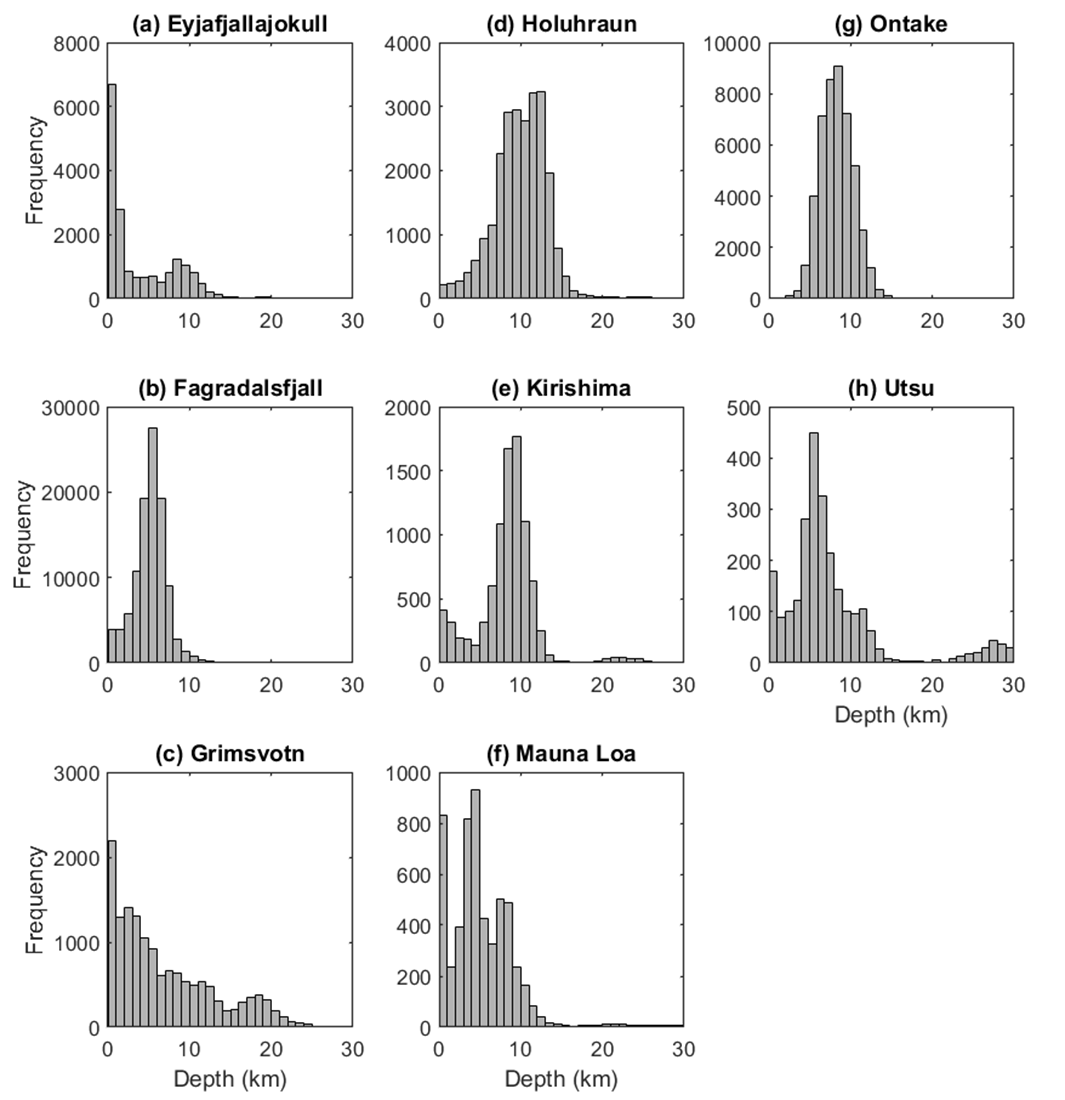 (a) Eyjafjallajokull
8000
6000
4000
2000
0
0 10 20 30
Frequency
(d) Holuhraun
4000
3000
2000
1000
0
0 10 20 30
(g) Ontake
10000
8000
6000
4000
2000
0
0 10 20 30
(b) Fagradalsfjall
30000
20000
10000
0
0 10 20 30
Frequency
(e) Kirishima
2000
1500
1000
500
0
0 10 20 30
(h) Utsu
500
400
300
200
100
0
0 10 20 30
Depth (km)
(c) Grimsvotn
3000
2000
1000
0
0 10 20 30
Frequency
Depth (km)
(f) Mauna Loa
1000
800
600
400
200
0
0 10 20 30
Depth (km)